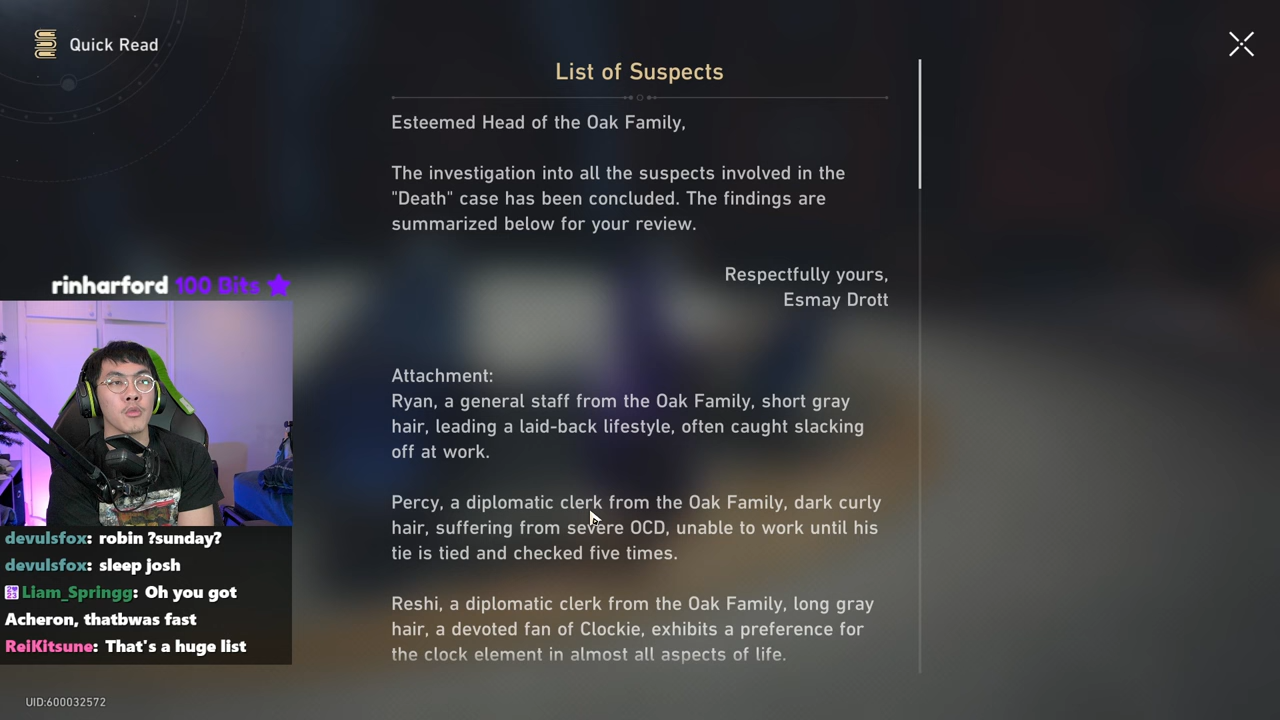 Quick Read
List of Suspects
Esteemed Head of the Oak Family,
The investigation into all the suspects involved in the
"Death" case has been concluded. The findings are
summarized below for your review.
Respectfully yours,
Esmay Drott
Attachment:
Ryan, a general staff from the Oak Family, short gray
hair, leading a laid-back lifestyle, often caught slacking
off at work.
Percy, a diplomatic clerk from the Oak Family, dark curly
hair, suffering from severe OCD, unable to work until his
tie is tied and checked five times.
Reshi, a diplomatic clerk from the Oak Family, long gray
hair, a devoted fan of Clockie, exhibits a preference for
the clock element in almost all aspects of life.
rinharford 100 Bits
devulsfox: robin ?sunday?
devulsfox: sleep josh
Liam_Springg: Oh you got
Acheron, thatbwas fast
ReiKitsune: That's a huge list
UID:600032572